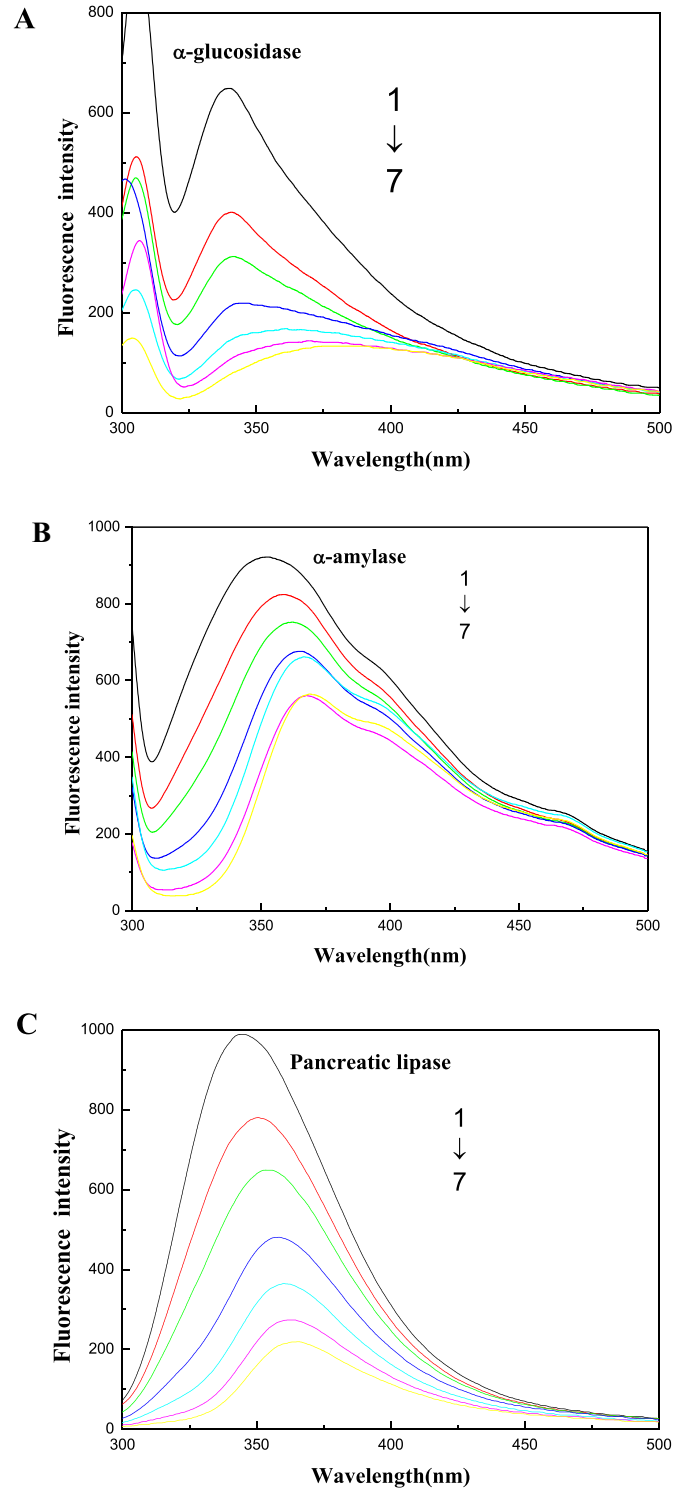 A
α-glucosidase
1
↓
7
Fluorescence intensity
800
600
400
200
0
300 350 400 450 500
Wavelength(nm)
B
α-amylase
1
↓
7
Fluorescence intensity
1000
800
600
400
200
0
300 350 400 450 500
Wavelength(nm)
C
Pancreatic lipase
1
↓
7
Fluorescence intensity
1000
800
600
400
200
0
300 350 400 450 500
Wavelength(nm)